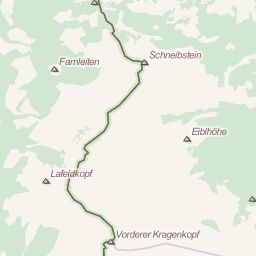 Schneibstein
Farnleiten
Eiblhöhe
Lafeldkopf
Vorderer Kragenkopf